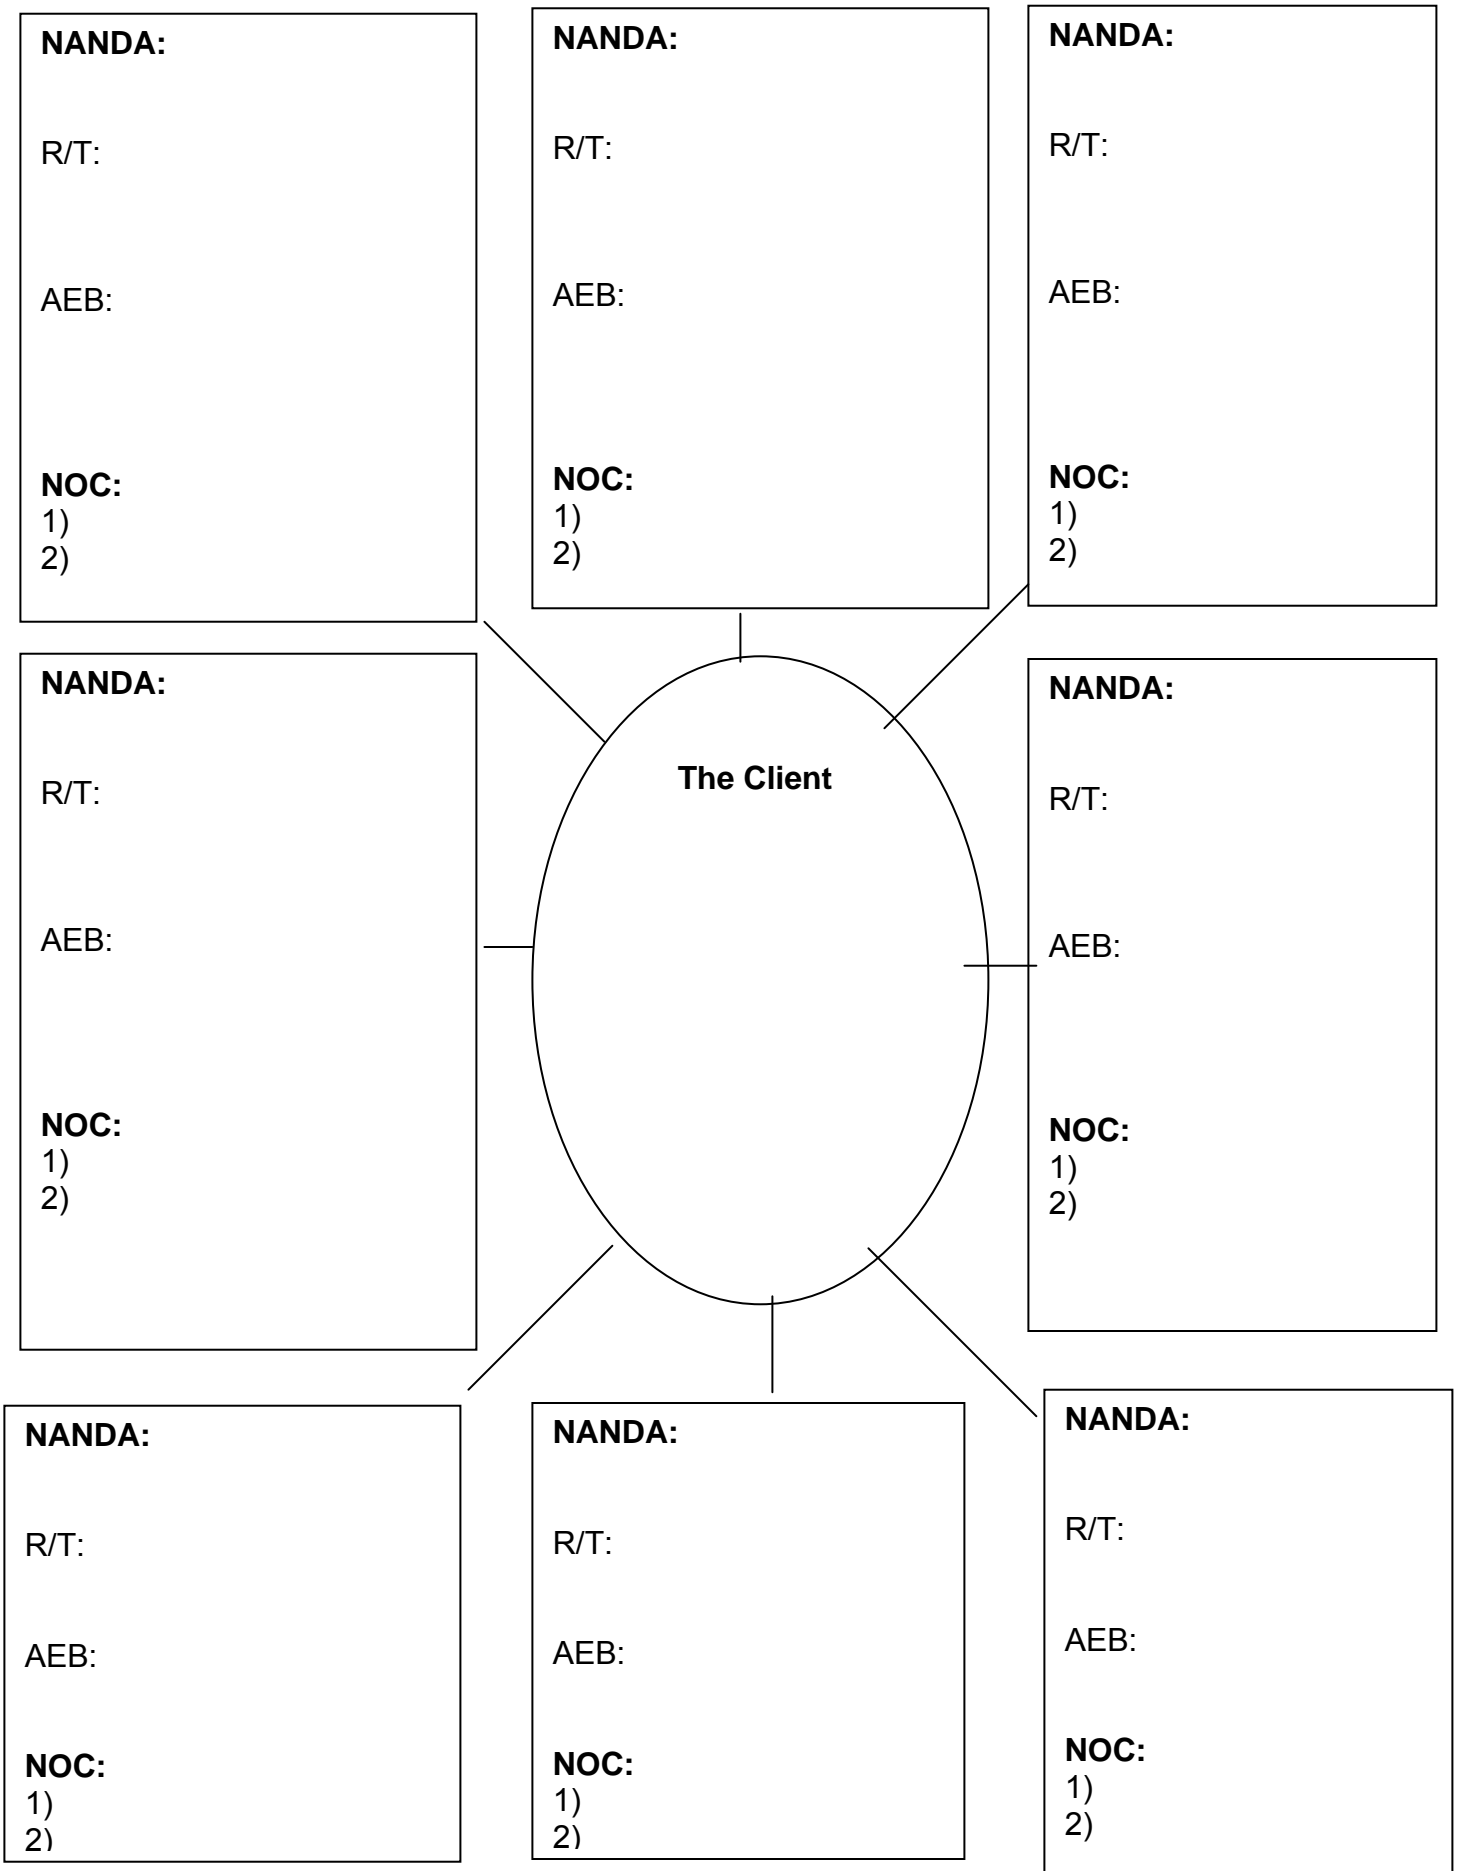 NANDA:
R/T:
AEB:
NOC:
1)
2)
NANDA:
R/T:
AEB:
NOC:
1)
2)
NANDA:
R/T:
AEB:
NOC:
1)
2)
NANDA:
R/T:
AEB:
NOC:
1)
2)
The Client
NANDA:
R/T:
AEB:
NOC:
1)
2)
NANDA:
R/T:
AEB:
NOC:
1)
2)
NANDA:
R/T:
AEB:
NOC:
1)
2)
NANDA:
R/T:
AEB:
NOC:
1)
2)